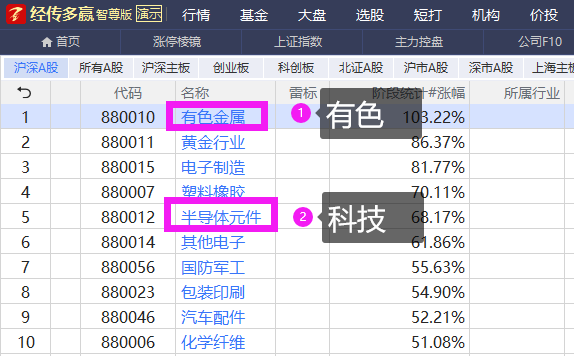 经传多赢 智尊版 演示 行情 基金 大盘 选股 短打 机构 价投
首页 涨停棱镜 上证指数 主力控盘 公司F10
沪深A股 所有A股 沪深主板 创业板 科创板 北证A股 沪市A股 深市A股 上海主板
代码 名称 雷标 阶段统计#涨幅 所属行业
1 880010 有色金属 103.22%
① 有色
2 880011 黄金行业 86.37%
3 880015 电子制造 81.77%
4 880007 塑料橡胶 70.11%
5 880012 半导体元件 68.17%
② 科技
6 880014 其他电子 61.86%
7 880056 国防军工 55.63%
8 880023 包装印刷 54.90%
9 880046 汽车配件 52.21%
10 880006 化学纤维 51.08%